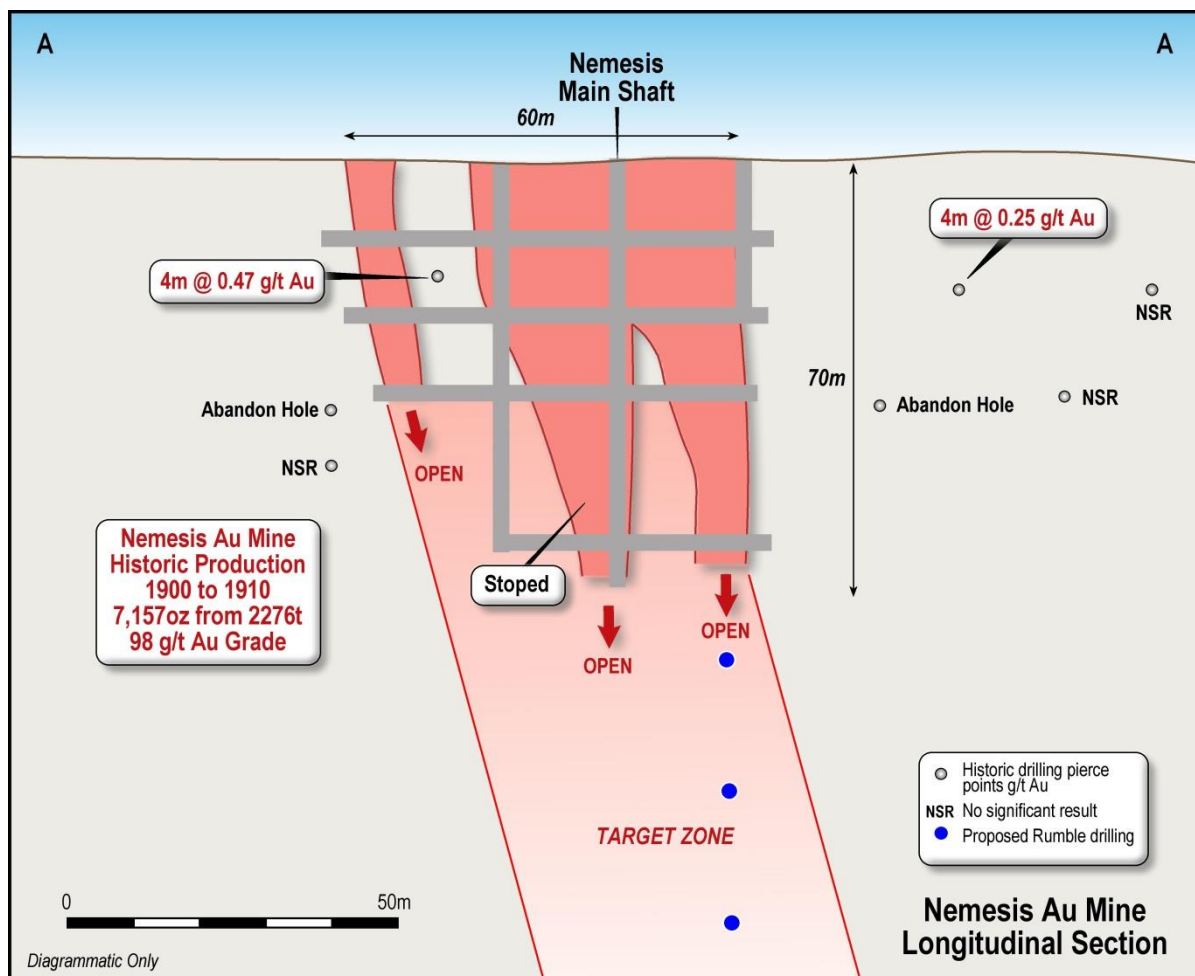 A
A
Nemesis
Main Shaft
60m
4m @ 0.25 g/t Au
4m @ 0.47 g/t Au
NSR
70m
Abandon Hole
Abandon Hole
NSR
NSR
OPEN
Nemesis Au Mine
Historic Production
1900 to 1910
7,157oz from 2276t
98 g/t Au Grade
Stoped
OPEN
OPEN
Historic drilling pierce
points g/t Au
NSR No significant result
Proposed Rumble drilling
TARGET ZONE
0 50m
Nemesis Au Mine
Longitudinal Section
Diagrammatic Only